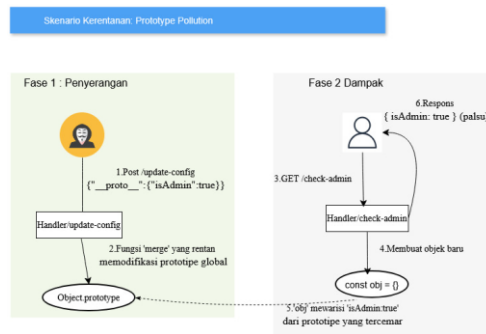 Skenario Kerentanan: Prototype Pollution
Fase 1 : Penyerangan
1.Post /update-config
{"__proto__":{"isAdmin":true}}
Handler/update-config
2.Fungsi 'merge' yang rentan
memodifikasi prototipe global
Object.prototype
Fase 2 Dampak
6.Respons
{ isAdmin: true } (palsu)
3.GET /check-admin
Handler/check-admin
4.Membuat objek baru
const obj = {}
5.'obj' mewarisi 'isAdmin:true'
dari prototipe yang tercemar